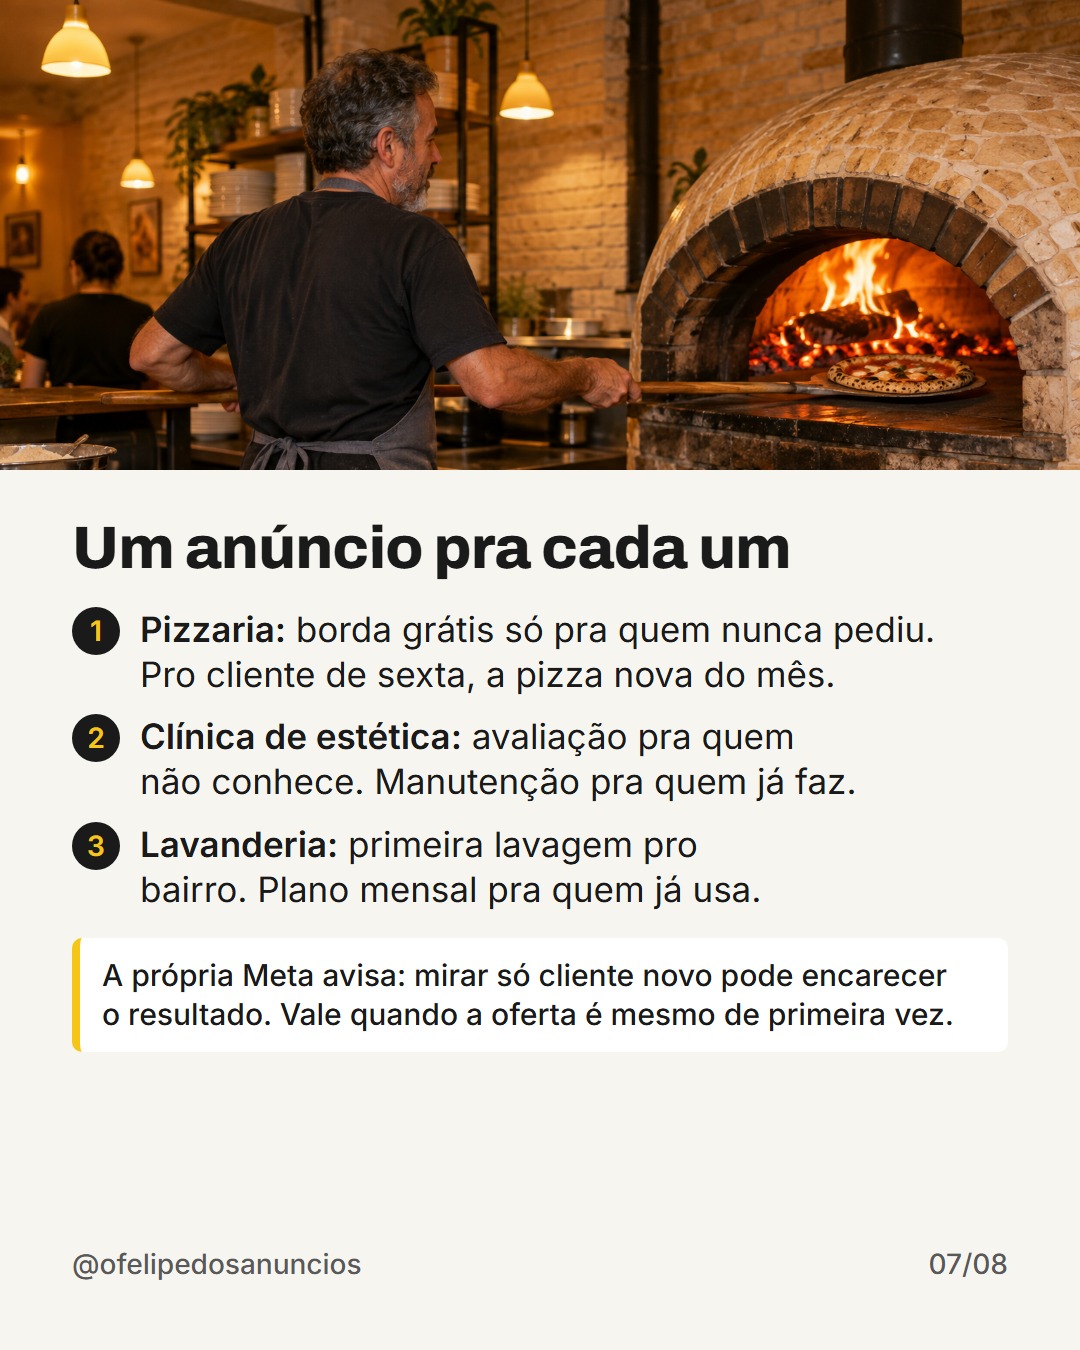 Um anúncio pra cada um
1 Pizzaria: borda grátis só pra quem nunca pediu.
Pro cliente de sexta, a pizza nova do mês.
2 Clínica de estética: avaliação pra quem
não conhece. Manutenção pra quem já faz.
3 Lavanderia: primeira lavagem pro
bairro. Plano mensal pra quem já usa.
A própria Meta avisa: mirar só cliente novo pode encarecer
o resultado. Vale quando a oferta é mesmo de primeira vez.
@ofelipedosanuncios 07/08